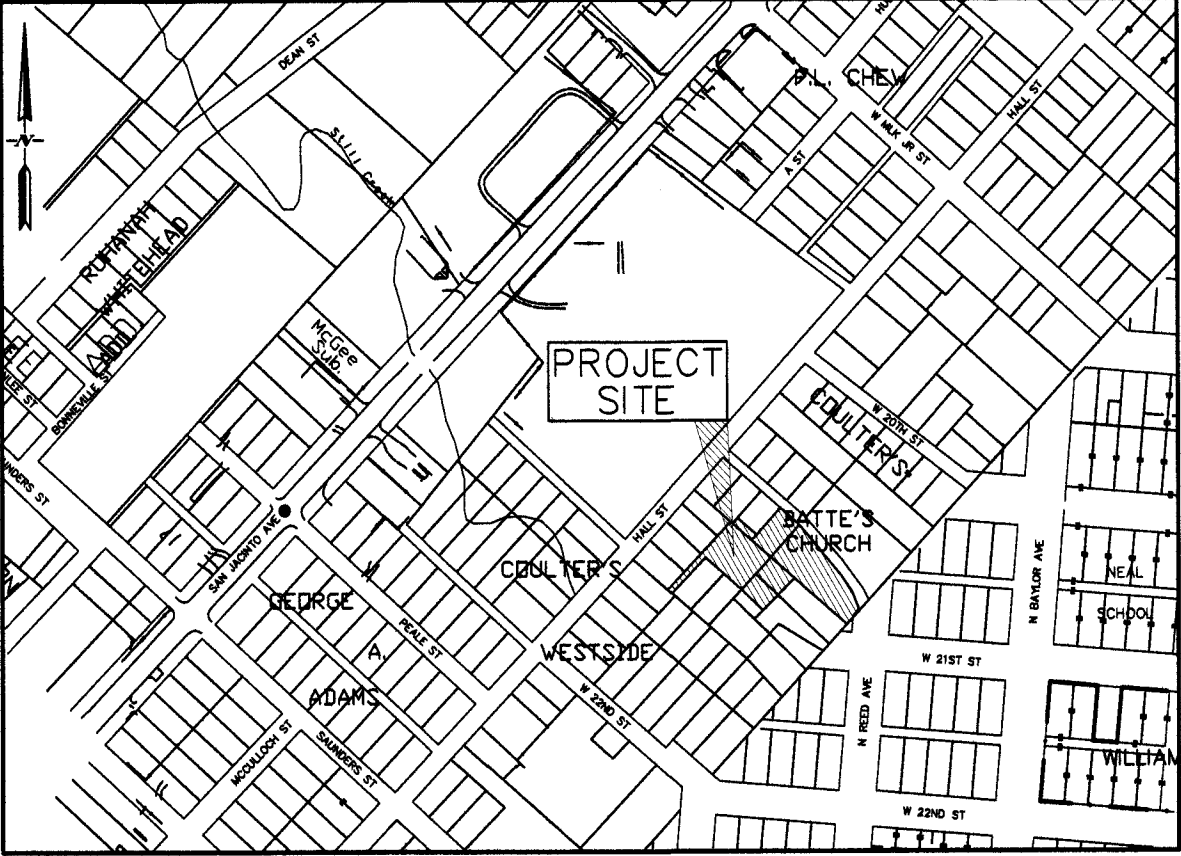 DEAN ST
P.L. CHEW
HALL ST
W MLK JR ST
A ST
N
Still Creek
RUHANAH
WHITEHEAD
ADD
BONNEVILLE ST
McGee
Sub.
PROJECT
SITE
COULTER'S
W 20TH ST
BATTE'S
CHURCH
SAN JACINTO AVE
HALL ST
COULTER'S
WESTSIDE
GEORGE
A.
ADAMS
PEALE ST
W 22ND ST
MCCULLOCH ST
SAUNDERS ST
N BAYLOR AVE
NEAL
SCHOOL
W 21ST ST
N REED AVE
WILLIAM
W 22ND ST